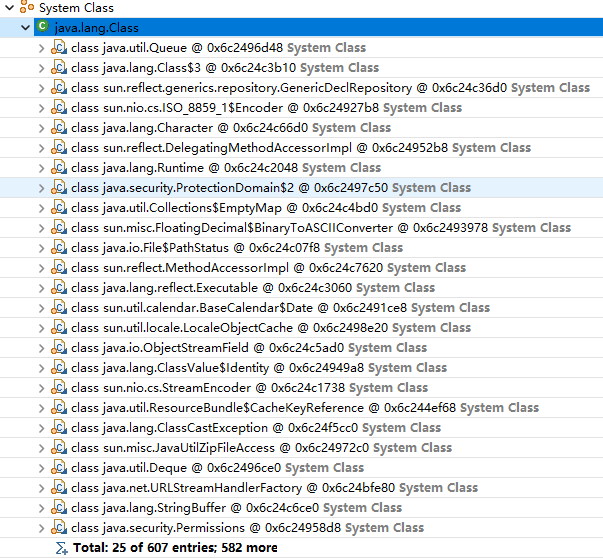 System Class
java.lang.Class
class java.util.Queue @ 0x6c2496d48 System Class
class java.lang.Class$3 @ 0x6c24c3b10 System Class
class sun.reflect.generics.repository.GenericDeclRepository @ 0x6c24c36d0 System Class
class sun.nio.cs.ISO_8859_1$Encoder @ 0x6c24927b8 System Class
class java.lang.Character @ 0x6c24c66d0 System Class
class sun.reflect.DelegatingMethodAccessorImpl @ 0x6c24952b8 System Class
class java.lang.Runtime @ 0x6c24c2048 System Class
class java.security.ProtectionDomain$2 @ 0x6c2497c50 System Class
class java.util.Collections$EmptyMap @ 0x6c24c4bd0 System Class
class sun.misc.FloatingDecimal$BinaryToASCIIConverter @ 0x6c2493978 System Class
class java.io.File$PathStatus @ 0x6c24c07f8 System Class
class sun.reflect.MethodAccessorImpl @ 0x6c24c7620 System Class
class java.lang.reflect.Executable @ 0x6c24c3060 System Class
class sun.util.calendar.BaseCalendar$Date @ 0x6c2491ce8 System Class
class sun.util.locale.LocaleObjectCache @ 0x6c2498e20 System Class
class java.io.ObjectStreamField @ 0x6c24c5ad0 System Class
class java.lang.ClassValue$Identity @ 0x6c24949a8 System Class
class sun.nio.cs.StreamEncoder @ 0x6c24c1738 System Class
class java.util.ResourceBundle$CacheKeyReference @ 0x6c244ef68 System Class
class java.lang.ClassCastException @ 0x6c24f5cc0 System Class
class sun.misc.JavaUtilZipFileAccess @ 0x6c24972c0 System Class
class java.util.Deque @ 0x6c2496ce0 System Class
class java.net.URLStreamHandlerFactory @ 0x6c24bfe80 System Class
class java.lang.StringBuffer @ 0x6c24c6ce0 System Class
class java.security.Permissions @ 0x6c24958d8 System Class
Total: 25 of 607 entries; 582 more